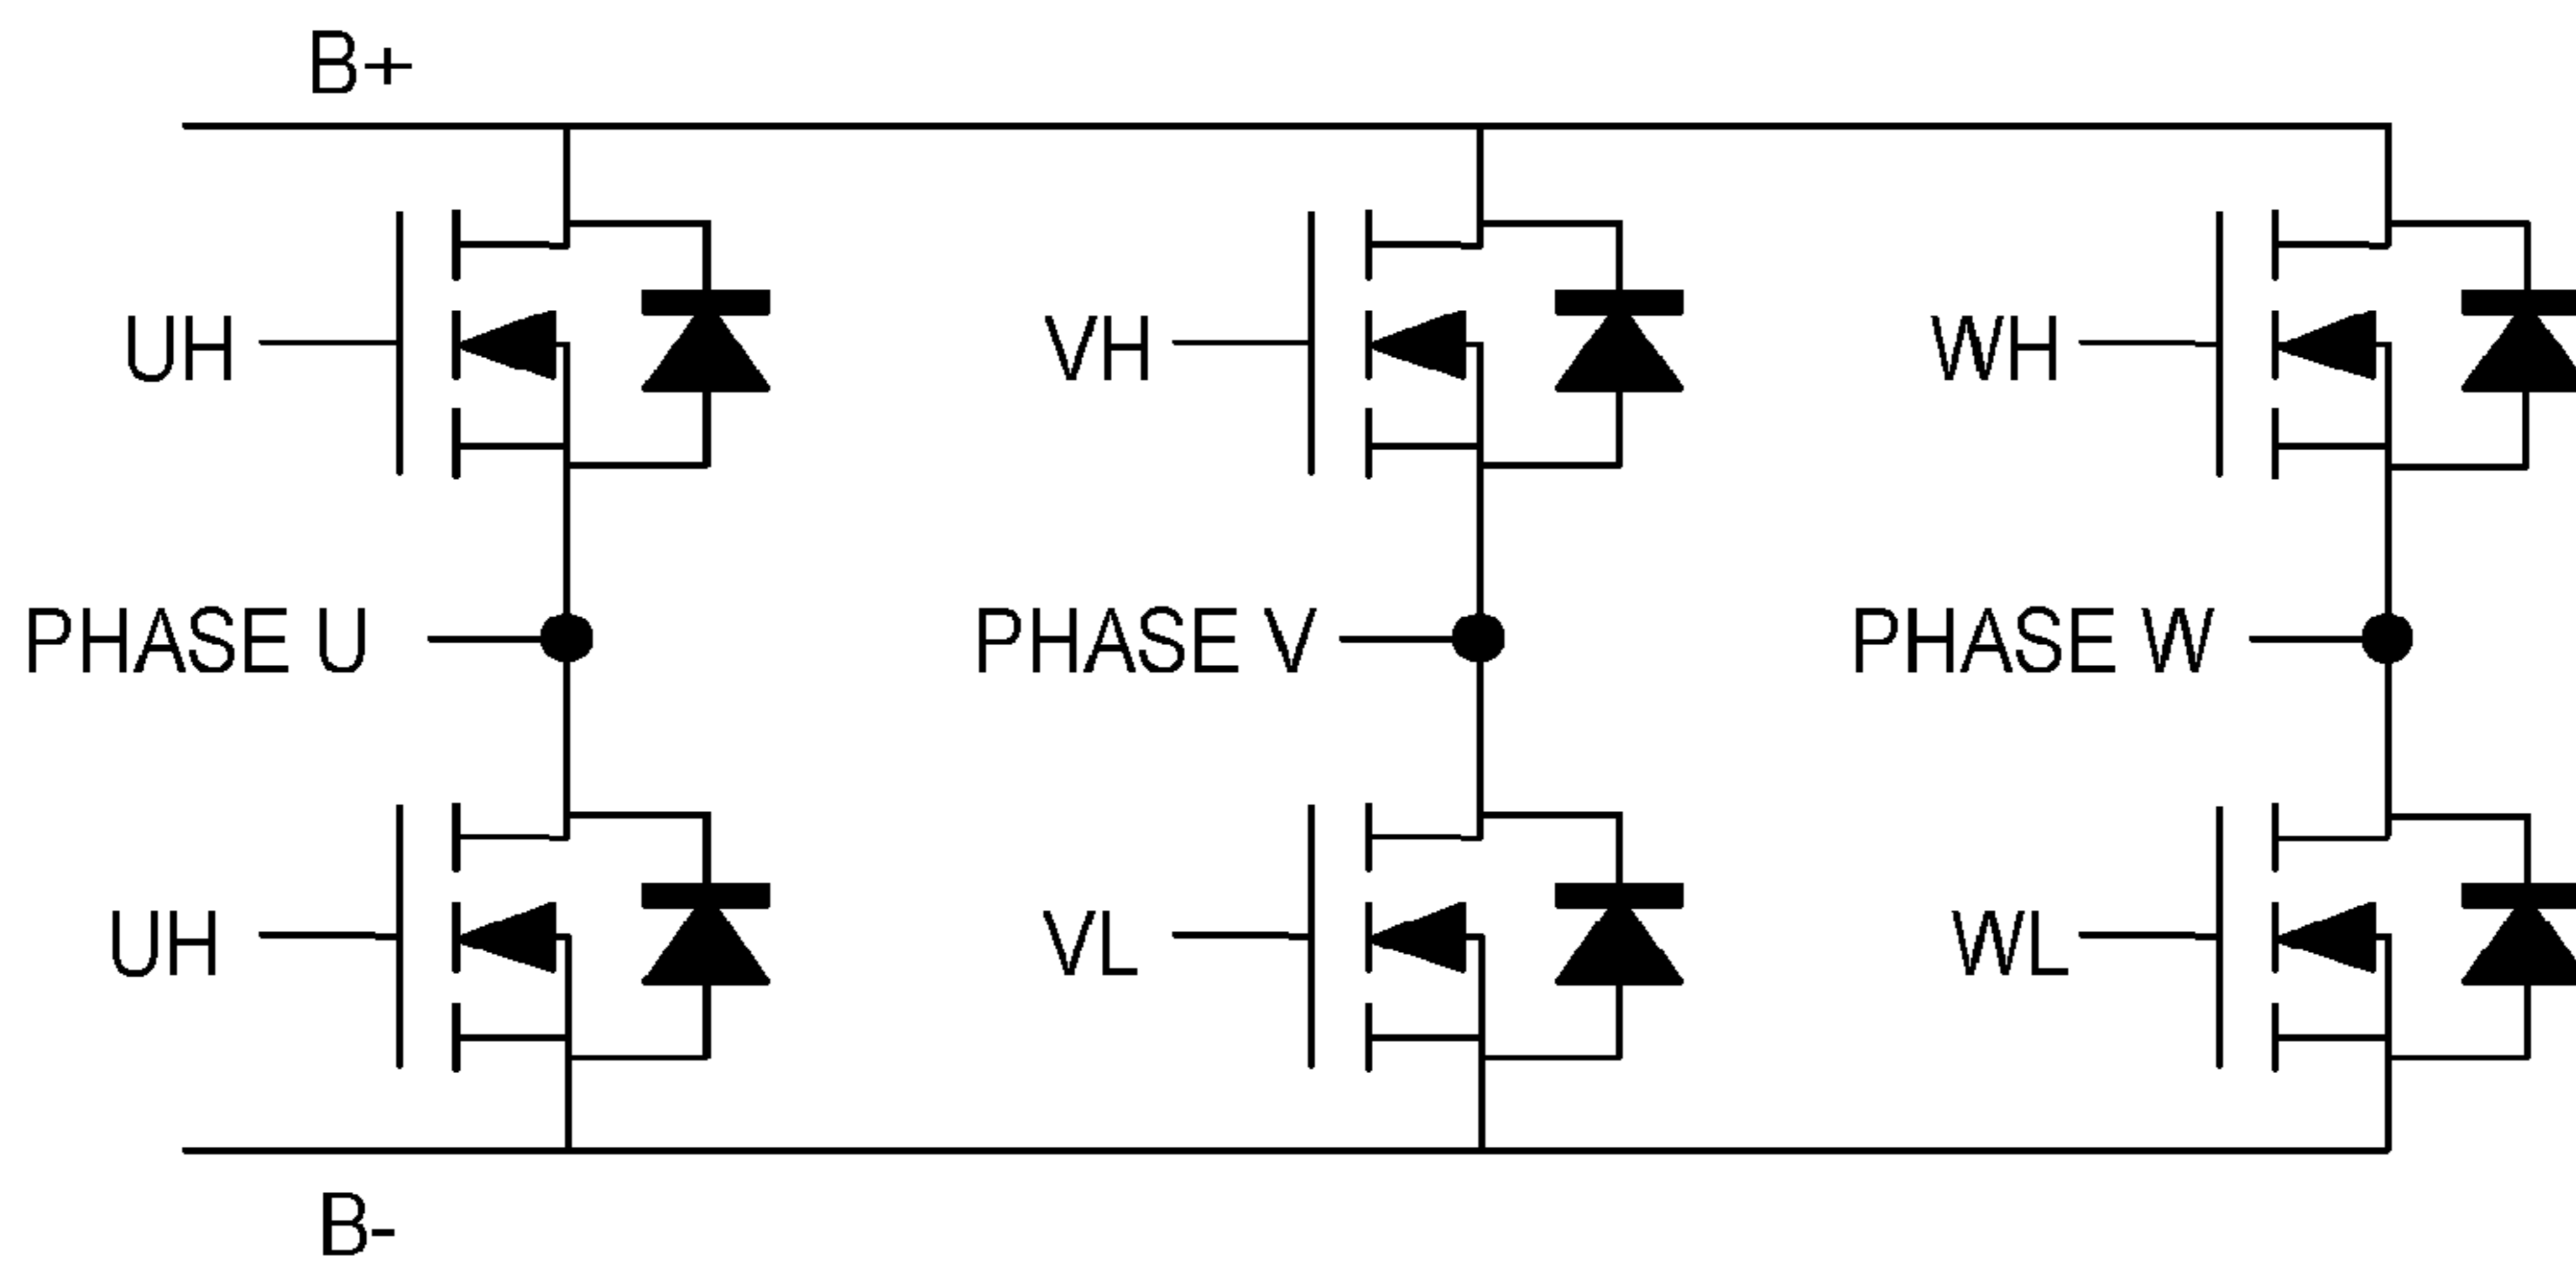 B+
UH
VH
WH
PHASE U
PHASE V
PHASE W
UH
VL
WL
B-